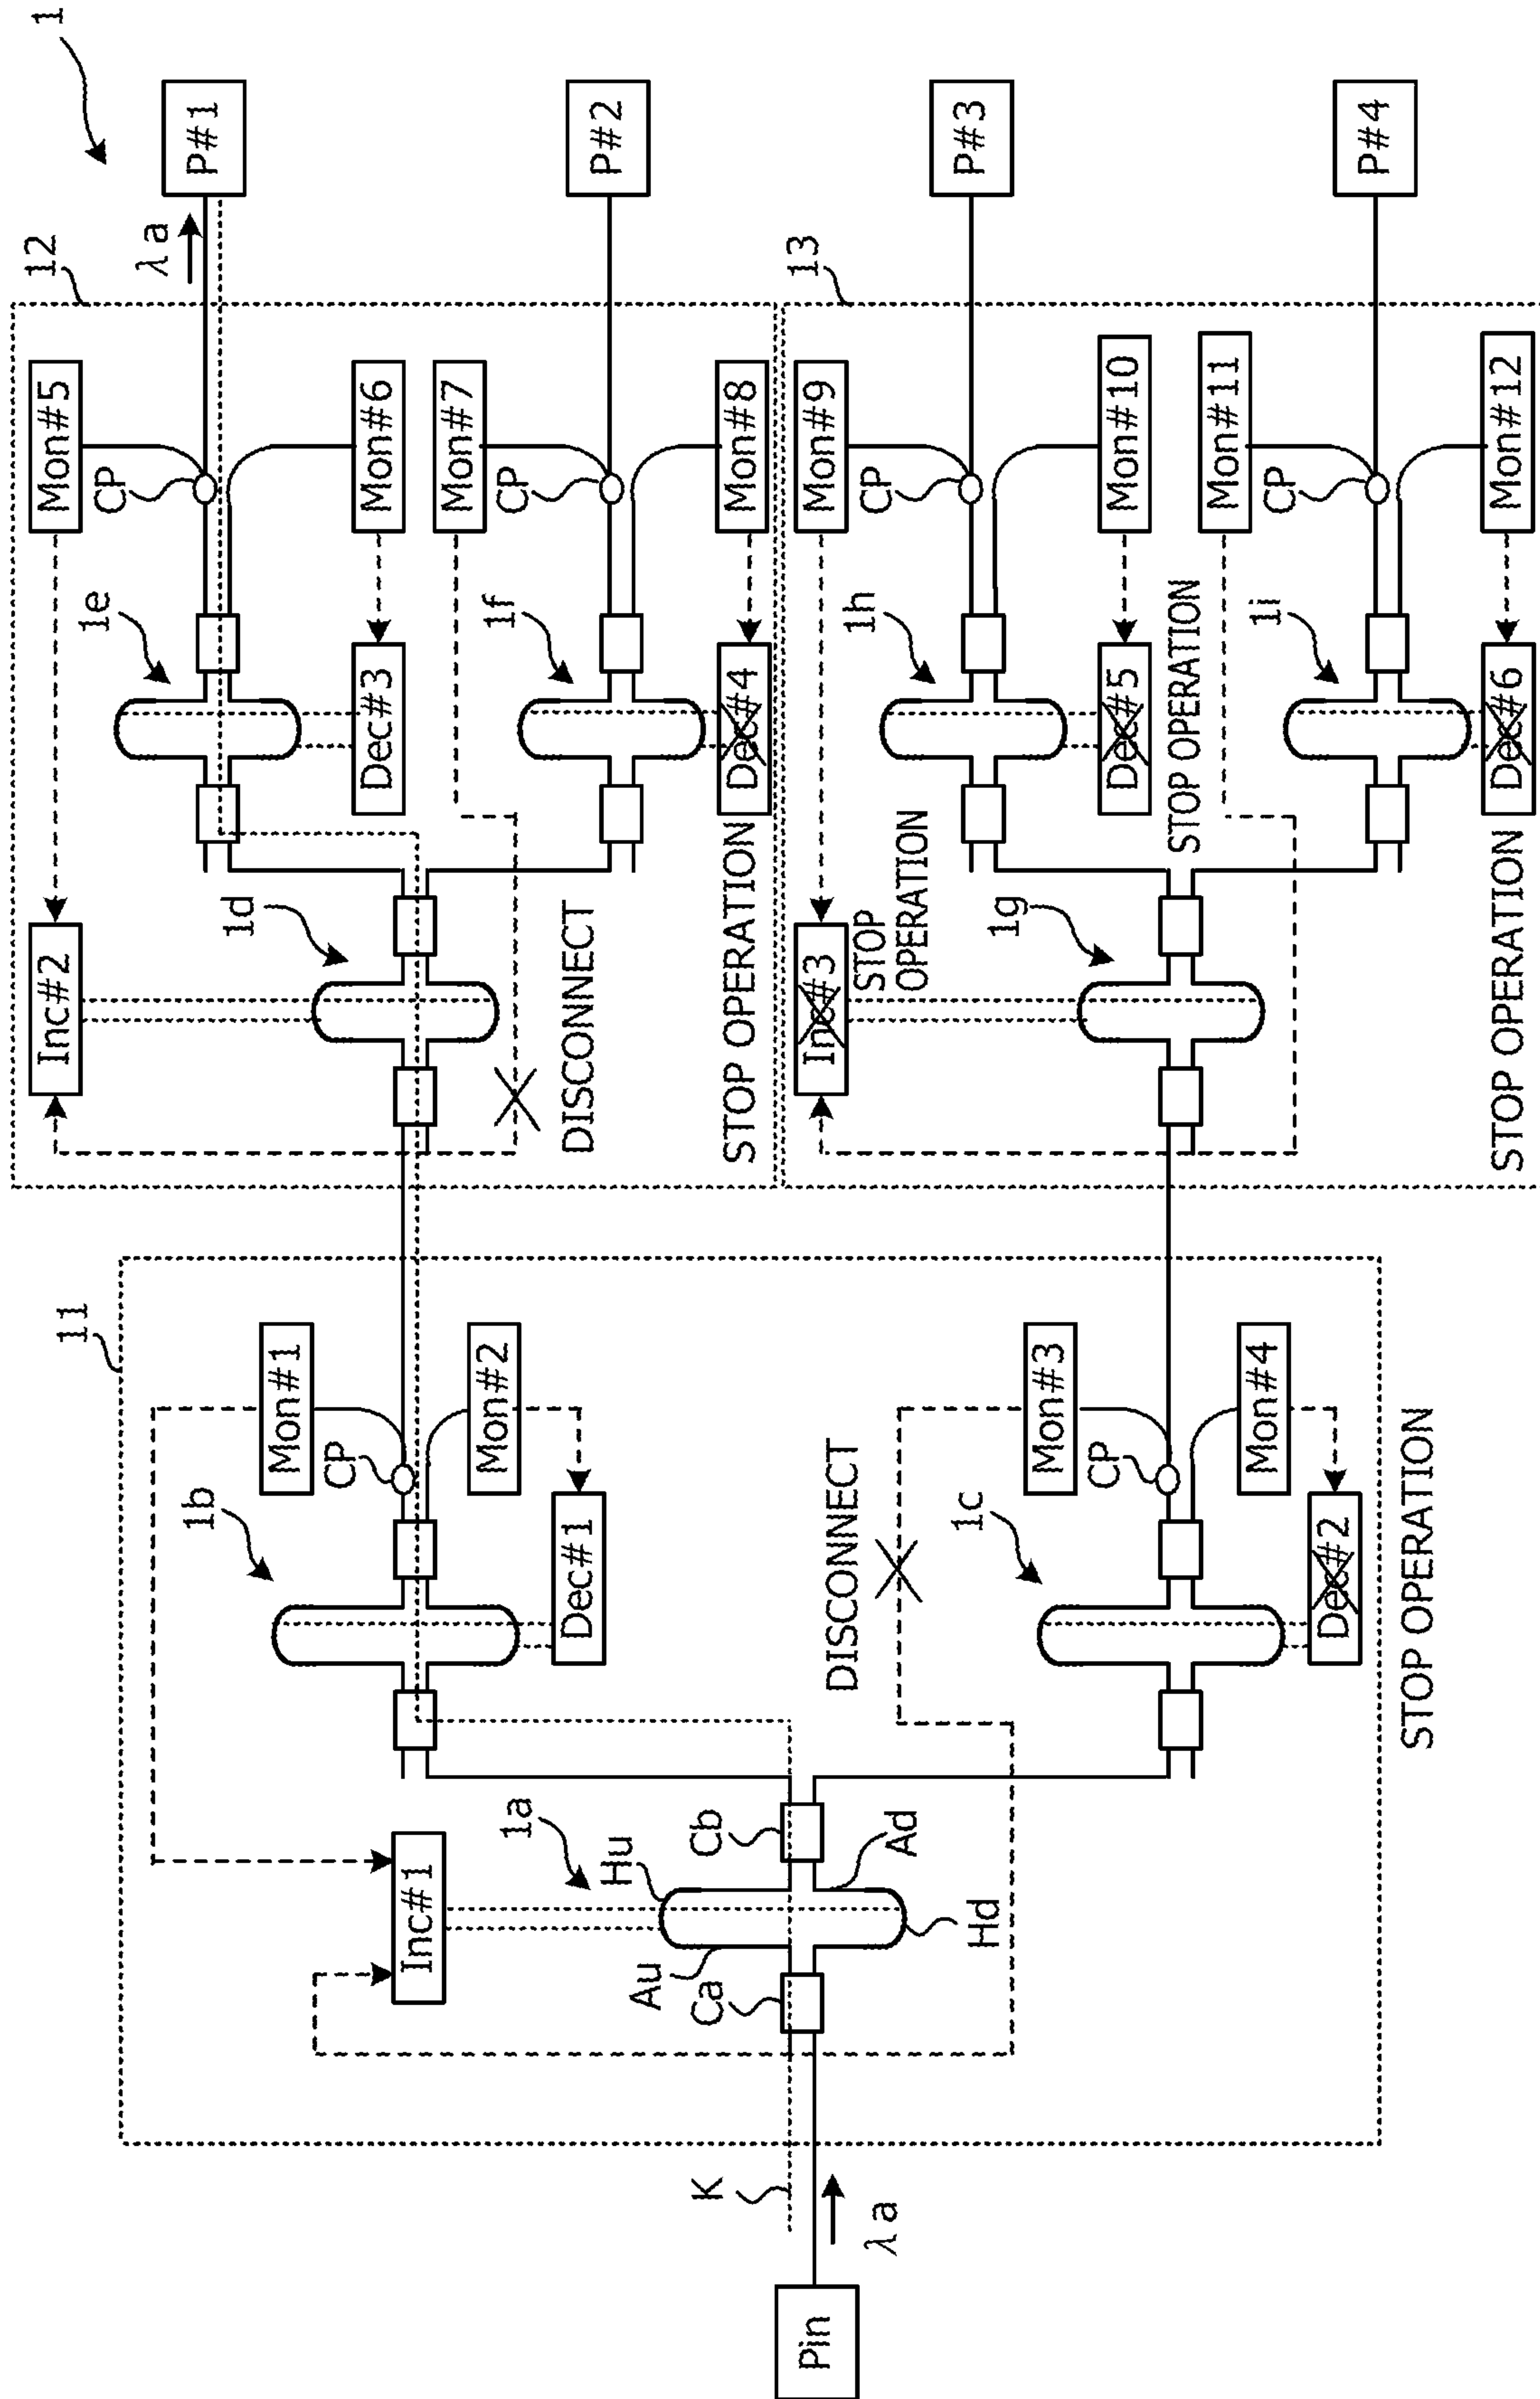 1
12
Mon#5
λa
P#1
CP
Inc#2
1e
Mon#6
Dec#3
1d
Mon#7
CP
P#2
1f
Mon#8
Dec#4
DISCONNECT
STOP OPERATION
13
Mon#9
CP
P#3
Inc#3
STOP
OPERATION
1h
Mon#10
Dec#5
STOP OPERATION
1g
Mon#11
CP
P#4
1i
Mon#12
Dec#6
STOP OPERATION
11
Mon#1
CP
1b
Mon#2
Dec#1
Inc#1
1a
Hu
Au
Ca
Cb
Ad
Hd
DISCONNECT
Mon#3
CP
1c
Mon#4
Dec#2
STOP OPERATION
K
λa
Pin